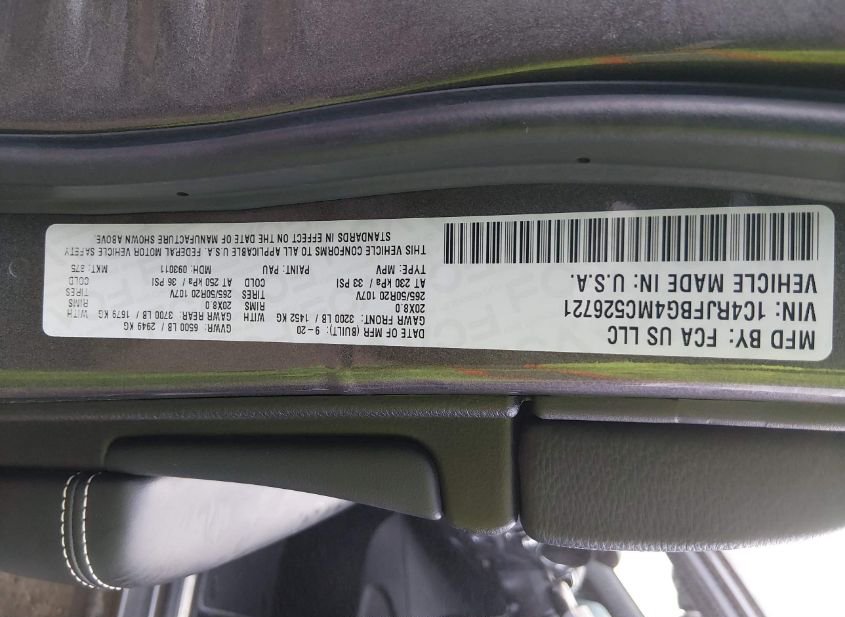 MFD BY: FCA US LLC
VIN: 1C4RJFBG4MC526721
VEHICLE MADE IN: U.S.A.
DATE OF MFR (BUILT): 9-20 GVWR: 6500 LB / 2949 KG
GAWR FRONT: 3200 LB / 1452 KG WITH GAWR REAR: 3700 LB / 1679 KG WITH
20X8.0 RIMS 20X8.0 RIMS
265/50R20 107V TIRES 265/50R20 107V TIRES
AT 230 kPa / 33 PSI COLD AT 250 kPa / 36 PSI COLD
TYPE: MPV PAINT: PAU MDH: 093011 MKT: 875
THIS VEHICLE CONFORMS TO ALL APPLICABLE U.S.A. FEDERAL MOTOR VEHICLE SAFETY
STANDARDS IN EFFECT ON THE DATE OF MANUFACTURE SHOWN ABOVE.